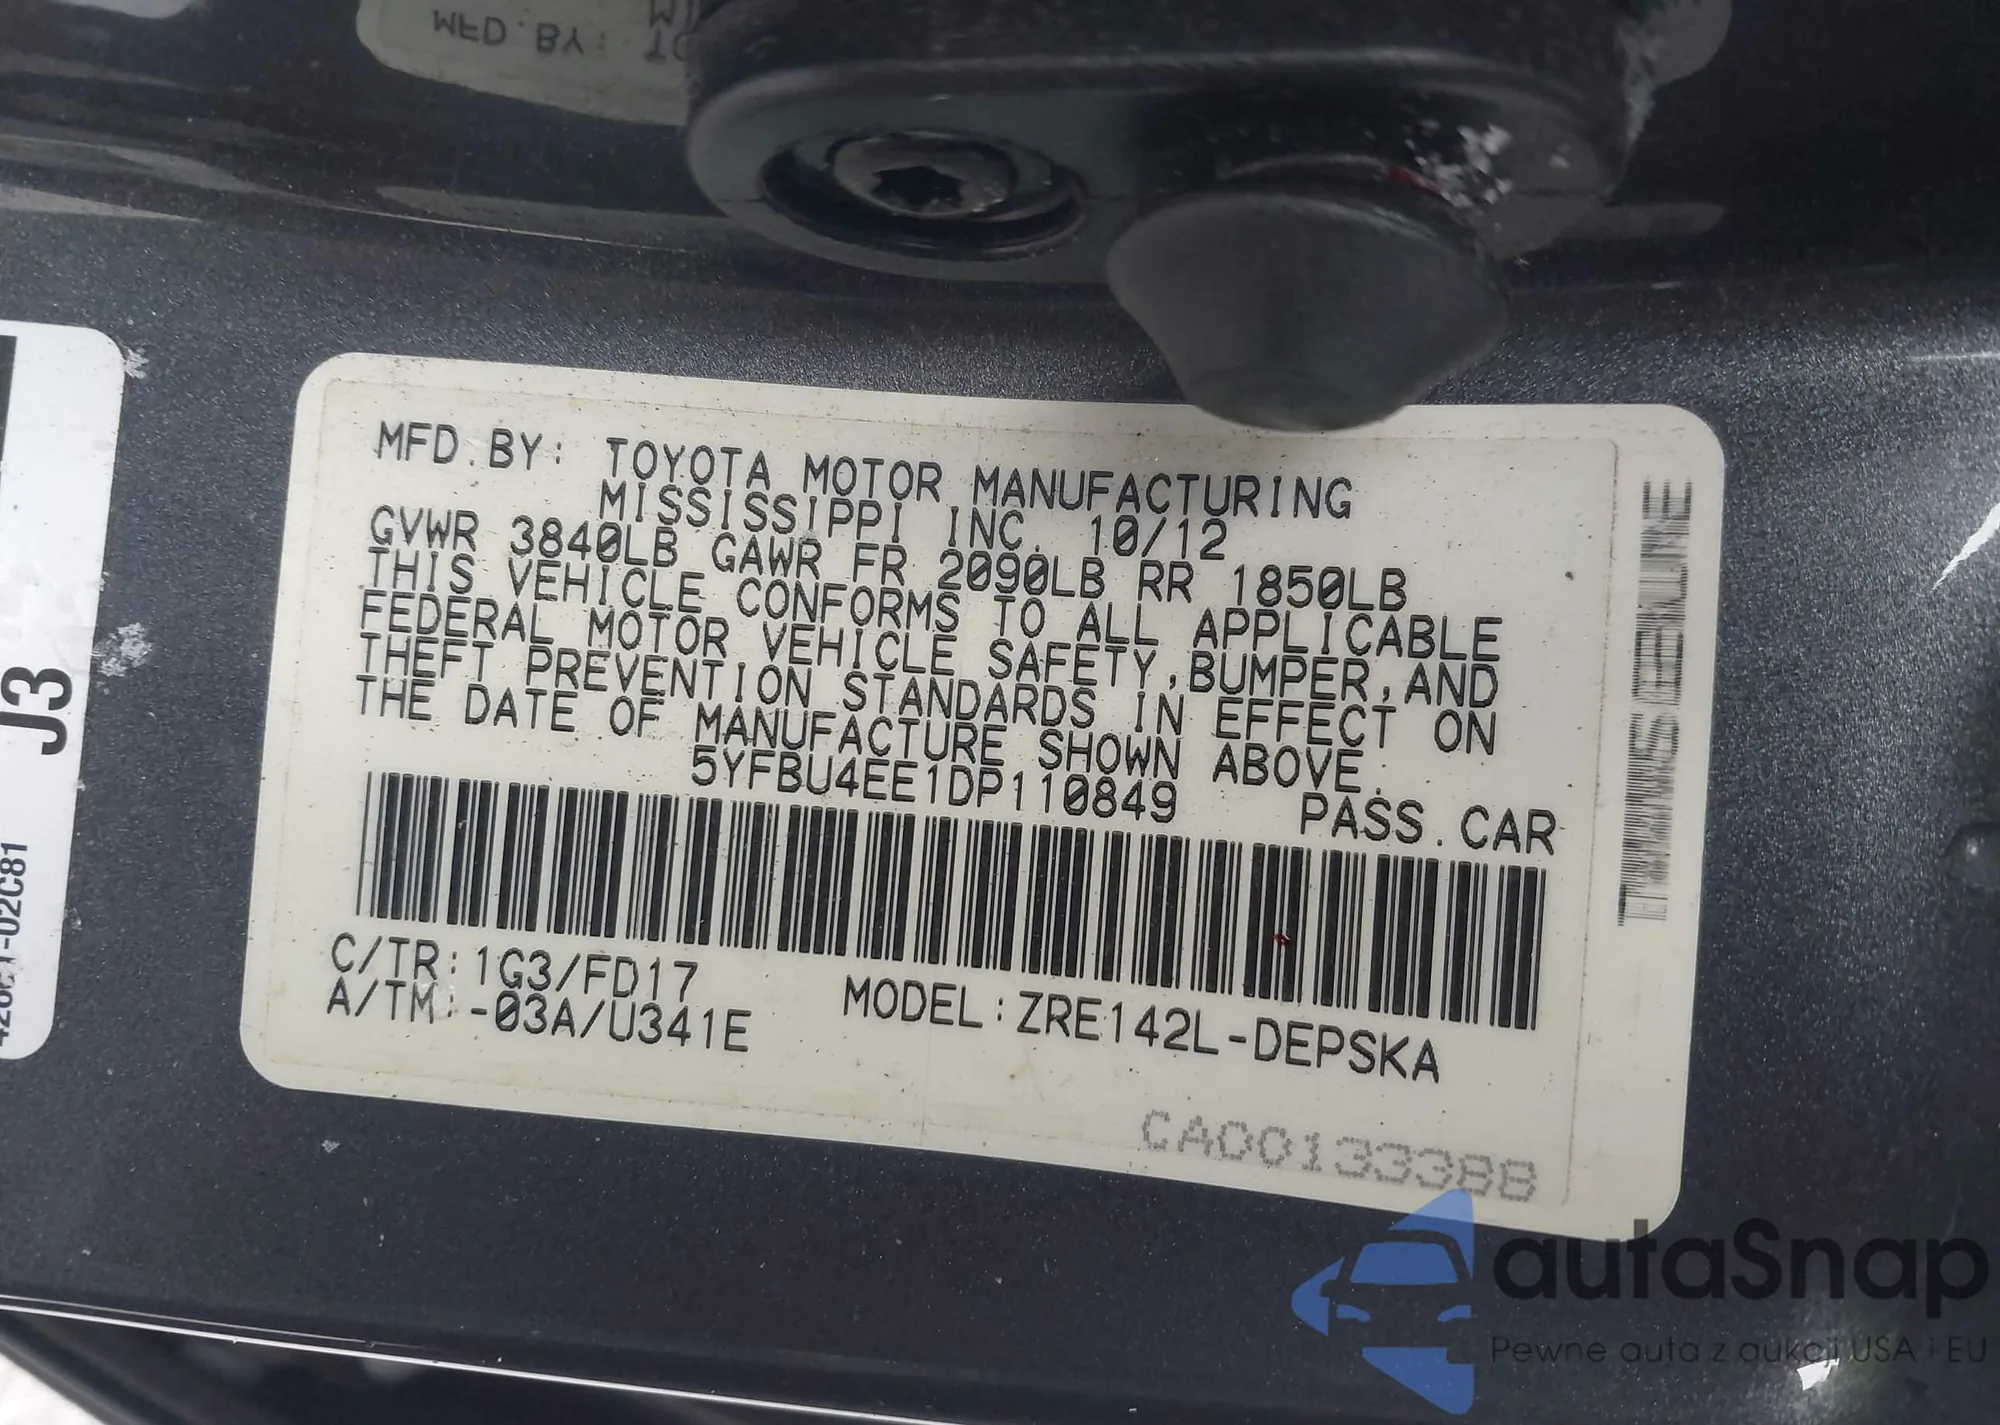 MFD.BY:
J3
MFD.BY: TOYOTA MOTOR MANUFACTURING
MISSISSIPPI INC. 10/12
GVWR 3840LB GAWR FR 2090LB RR 1850LB
THIS VEHICLE CONFORMS TO ALL APPLICABLE
FEDERAL MOTOR VEHICLE SAFETY,BUMPER,AND
THEFT PREVENTION STANDARDS IN EFFECT ON
THE DATE OF MANUFACTURE SHOWN ABOVE.
5YFBU4EE1DP110849 PASS.CAR
C/TR:1G3/FD17
A/TM:-03A/U341E MODEL:ZRE142L-DEPSKA
CA00133388
autaSnap
Pewne auta z aukcji USA i EU